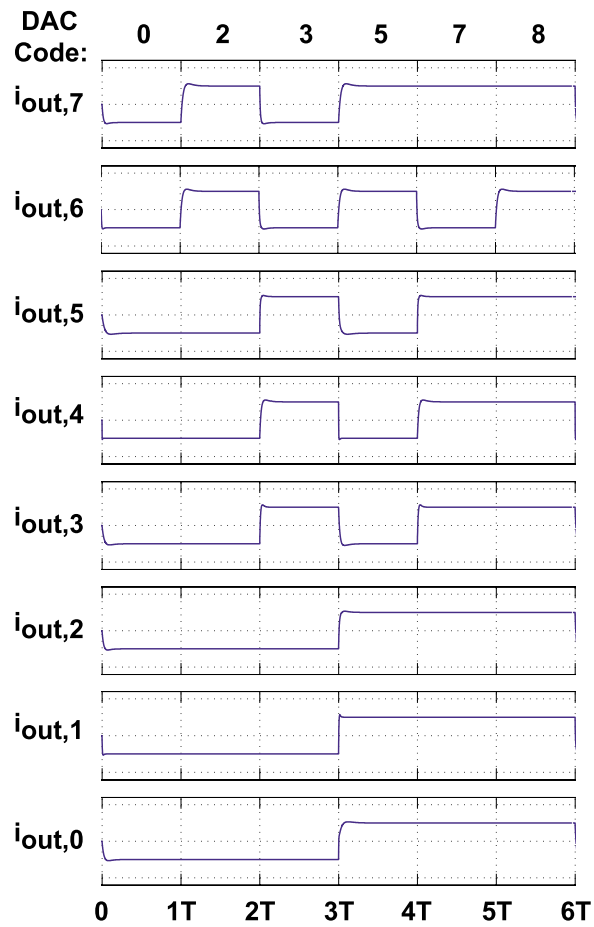 DAC
Code: 0 2 3 5 7 8
iout,7
iout,6
iout,5
iout,4
iout,3
iout,2
iout,1
iout,0
0 1T 2T 3T 4T 5T 6T